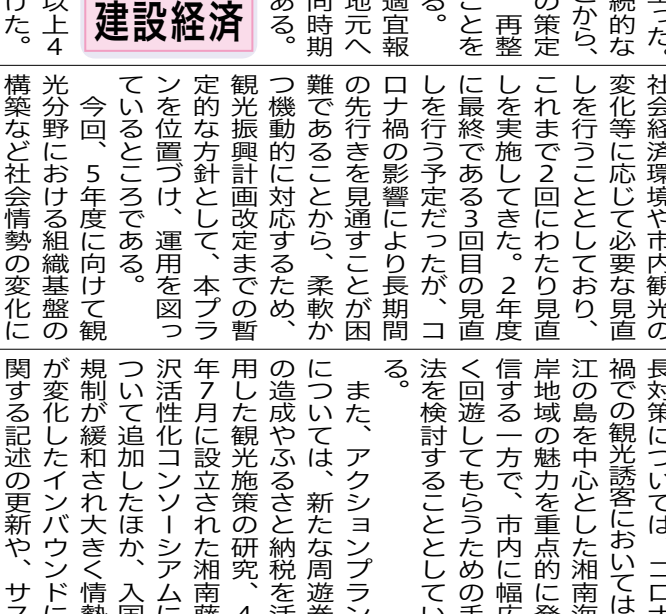 った。
続的な
とから、
の策定
再整
ことを
る。
適宜報
地元へ
同時期
ある。
建設経済
以上4
けた。
社会経済環境や市内観光の
変化等に応じて必要な見直
しを行うこととしており、
これまで2回にわたり見直
しを実施してきた。2年度
に最終である3回目の見直
しを行う予定だったが、コ
ロナ禍の影響により長期間
の先行きを見通すことが困
難であることから、柔軟か
つ機動的に対応するため、
観光振興計画改定までの暫
定的な方針として、本プラ
ンを位置づけ、運用を図っ
ているところである。
今回、5年度に向けて観
光分野における組織基盤の
構築など社会情勢の変化に
長対策については、コロナ
禍での観光誘客においては
江の島を中心とした湘南海
岸地域の魅力を重点的に発
信する一方で、市内に幅広
く回遊してもらうための手
法を検討することとしてい
る。
また、アクションプラン
については、新たな周遊券
の造成やふるさと納税を活
用した観光施策の研究、4
年7月に設立された湘南藤
沢活性化コンソーシアムに
ついて追加したほか、入国
規制が緩和され大きく情勢
が変化したインバウンドに
関する記述の更新や、サス